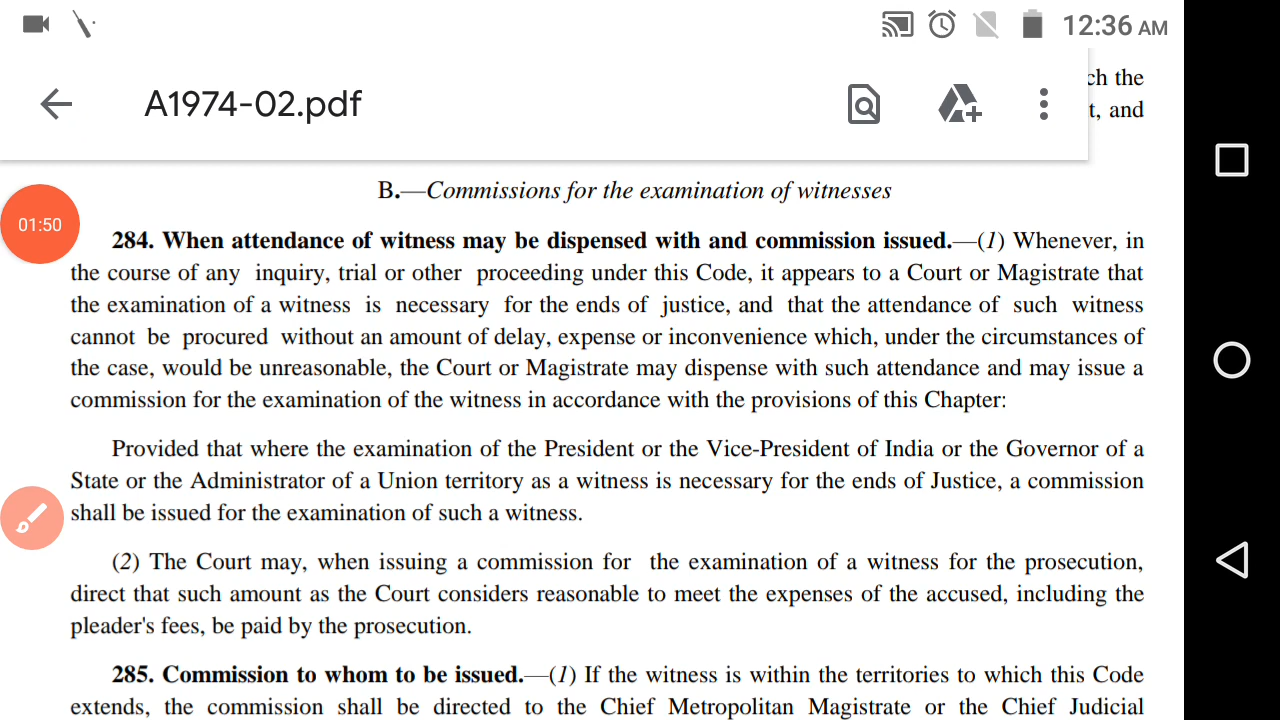 12:36 AM
ch the
A1974-02.pdf
t, and
B.—Commissions for the examination of witnesses
01:50
284. When attendance of witness may be dispensed with and commission issued.—(1) Whenever, in
the course of any inquiry, trial or other proceeding under this Code, it appears to a Court or Magistrate that
the examination of a witness is necessary for the ends of justice, and that the attendance of such witness
cannot be procured without an amount of delay, expense or inconvenience which, under the circumstances of
the case, would be unreasonable, the Court or Magistrate may dispense with such attendance and may issue a
commission for the examination of the witness in accordance with the provisions of this Chapter:
Provided that where the examination of the President or the Vice-President of India or the Governor of a
State or the Administrator of a Union territory as a witness is necessary for the ends of Justice, a commission
shall be issued for the examination of such a witness.
(2) The Court may, when issuing a commission for the examination of a witness for the prosecution,
direct that such amount as the Court considers reasonable to meet the expenses of the accused, including the
pleader's fees, be paid by the prosecution.
285. Commission to whom to be issued.—(1) If the witness is within the territories to which this Code
extends, the commission shall be directed to the Chief Metropolitan Magistrate or the Chief Judicial